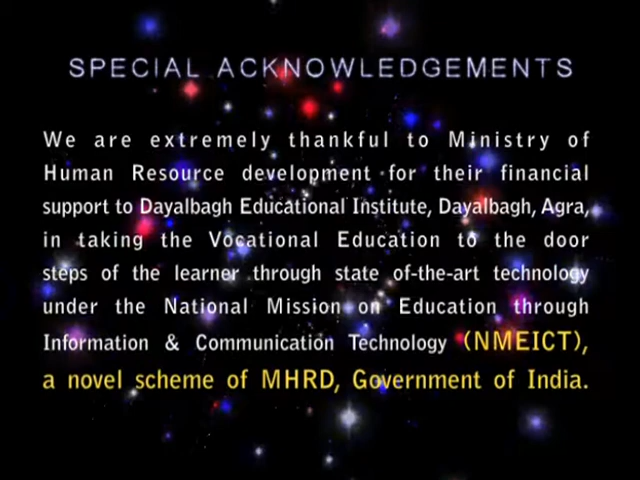 SPECIAL ACKNOWLEDGEMENTS
We are extremely thankful to Ministry of
Human Resource development for their financial
support to Dayalbagh Educational Institute, Dayalbagh, Agra,
in taking the Vocational Education to the door
steps of the learner through state of-the-art technology
under the National Mission on Education through
Information & Communication Technology (NMEICT),
a novel scheme of MHRD, Government of India.